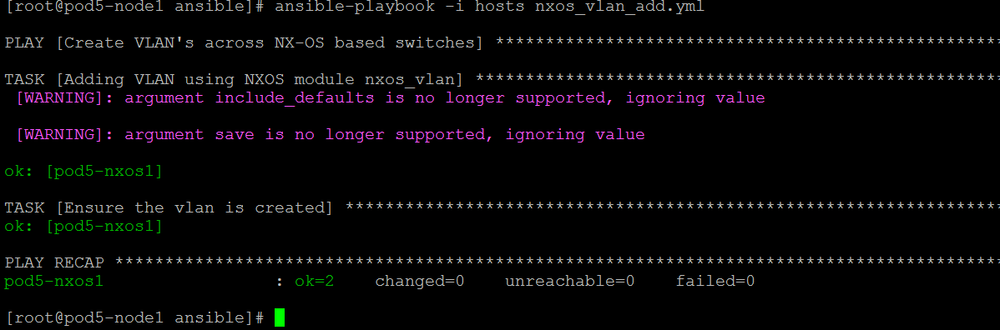 [root@pod5-node1 ansible]# ansible-playbook -i hosts nxos_vlan_add.yml
PLAY [Create VLAN's across NX-OS based switches] **************************************************
TASK [Adding VLAN using NXOS module nxos_vlan] ****************************************************
[WARNING]: argument include_defaults is no longer supported, ignoring value
[WARNING]: argument save is no longer supported, ignoring value
ok: [pod5-nxos1]
TASK [Ensure the vlan is created] *****************************************************************
ok: [pod5-nxos1]
PLAY RECAP ****************************************************************************************
pod5-nxos1 : ok=2 changed=0 unreachable=0 failed=0
[root@pod5-node1 ansible]#